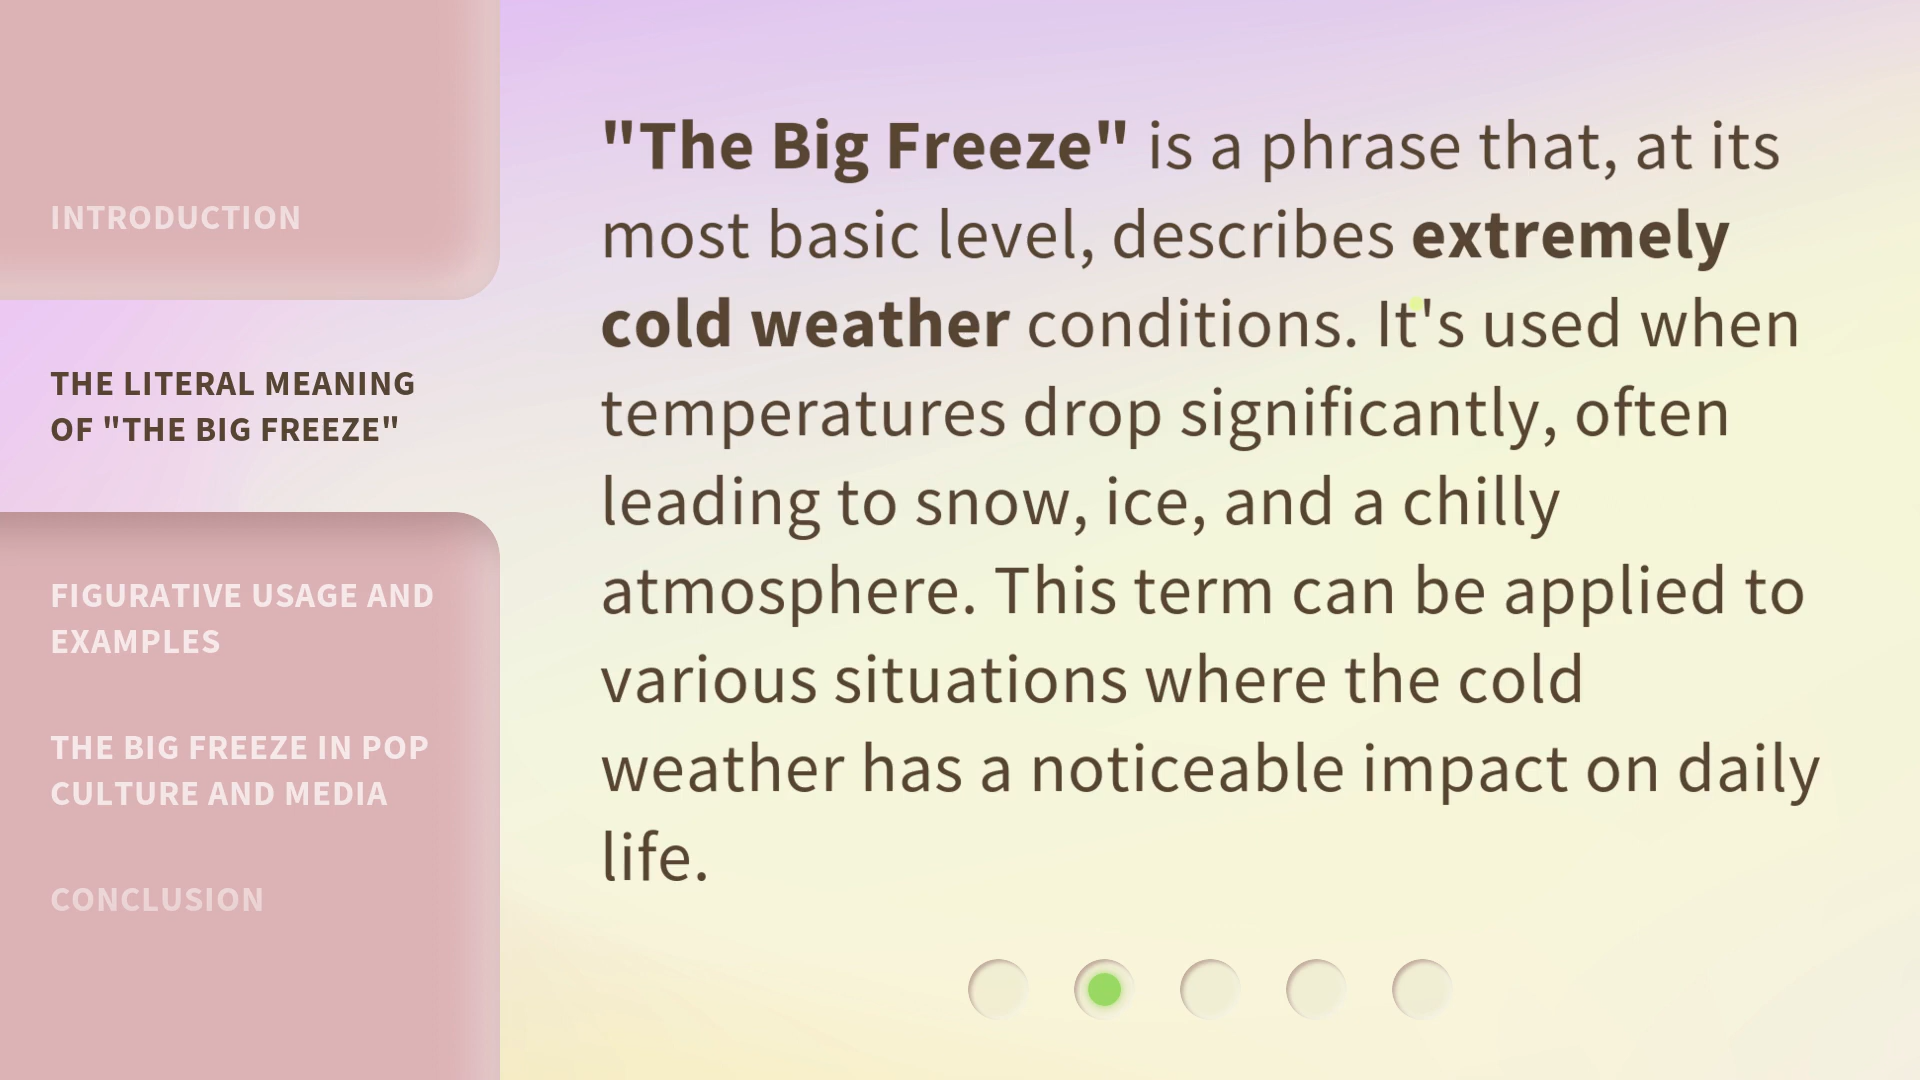 INTRODUCTION
THE LITERAL MEANING
OF "THE BIG FREEZE"
FIGURATIVE USAGE AND
EXAMPLES
THE BIG FREEZE IN POP
CULTURE AND MEDIA
CONCLUSION
"The Big Freeze" is a phrase that, at its
most basic level, describes extremely
cold weather conditions. It's used when
temperatures drop significantly, often
leading to snow, ice, and a chilly
atmosphere. This term can be applied to
various situations where the cold
weather has a noticeable impact on daily
life.